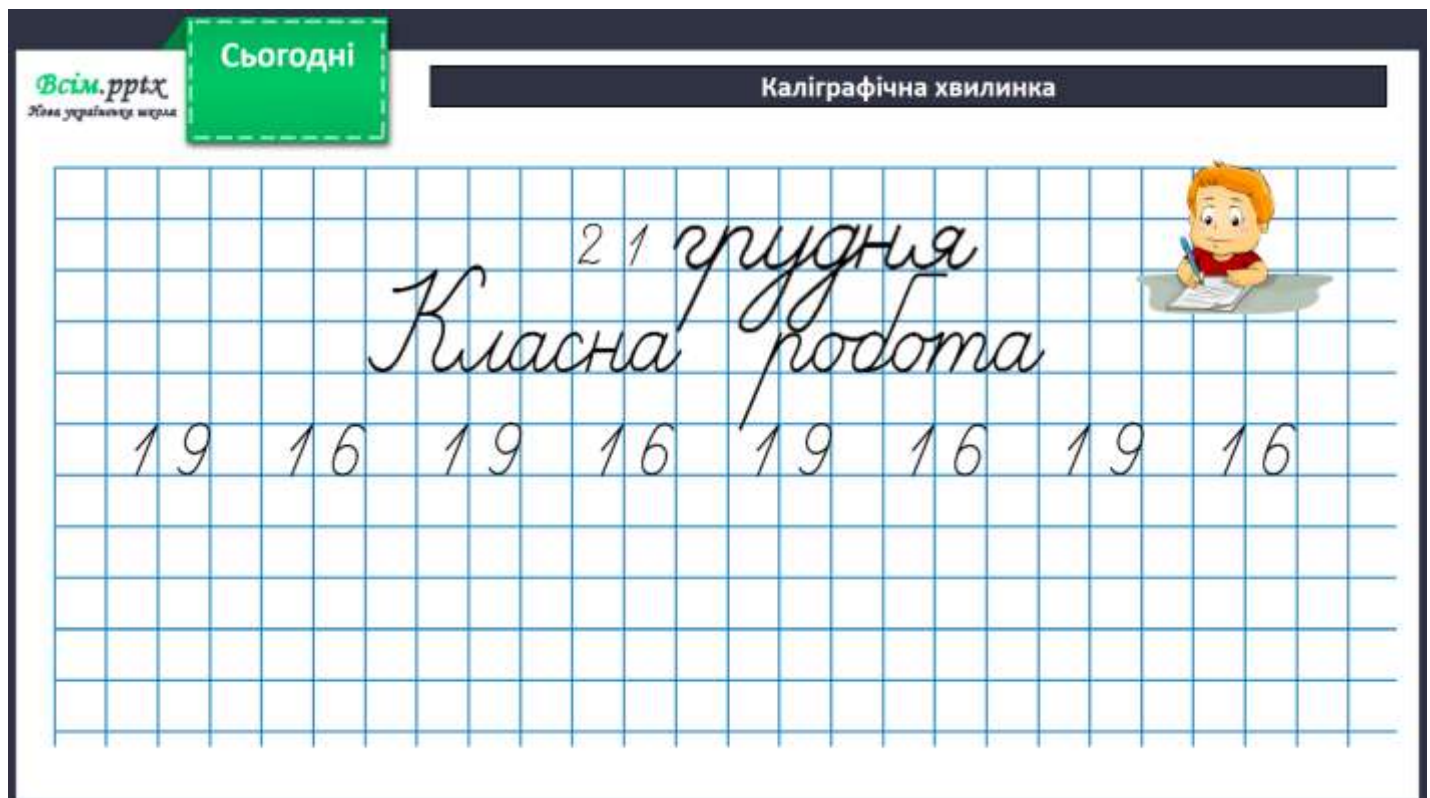 Сьогодні
Всім.pptx
Нова українська школа
Каліграфічна хвилинка
21 грудня
Класна робота
19 16 19 16 19 16 19 16